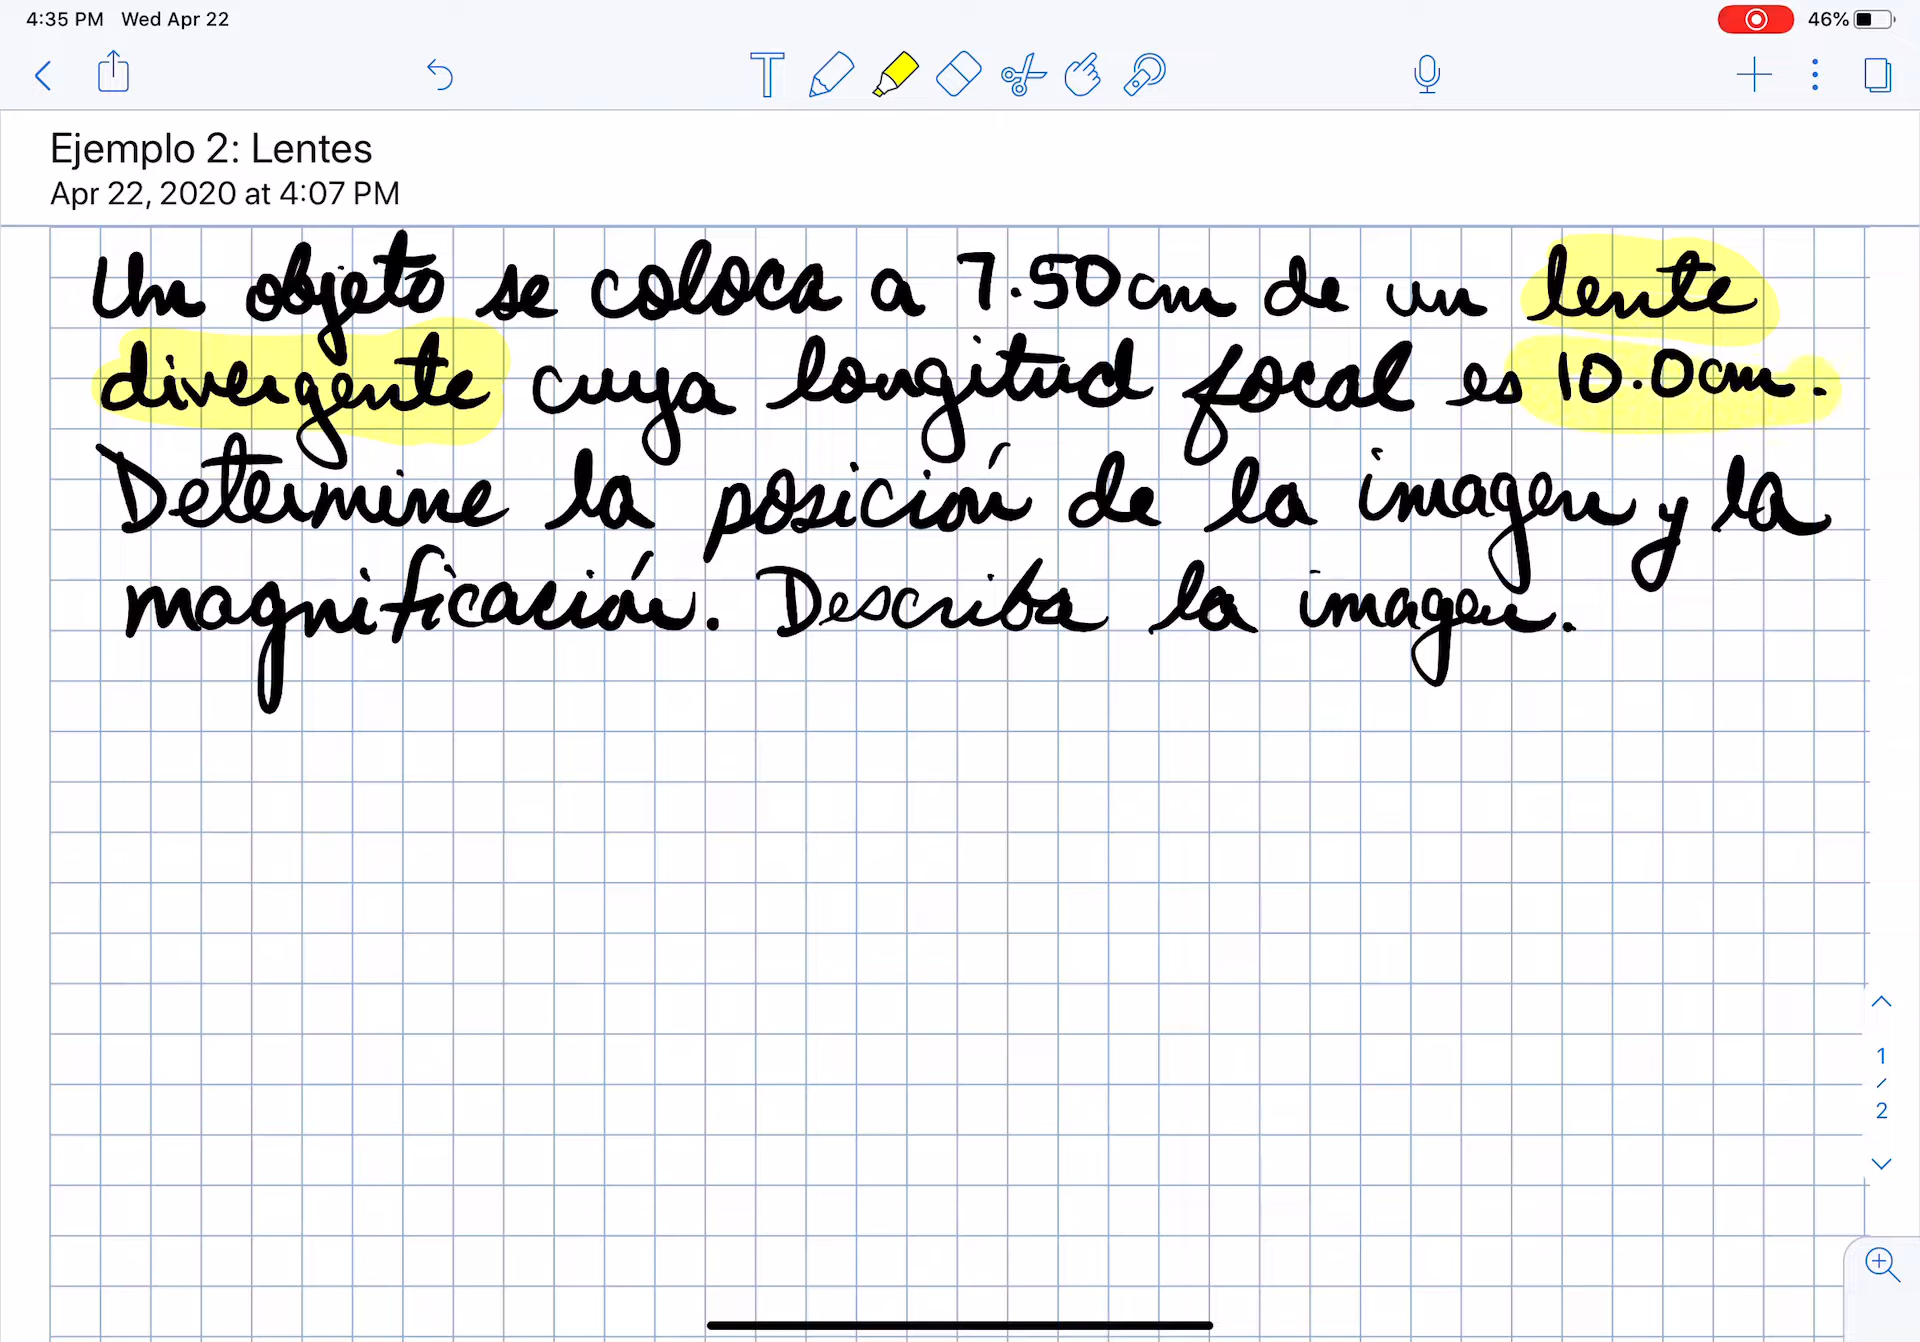 4:35 PM Wed Apr 22
46%
Ejemplo 2: Lentes
Apr 22, 2020 at 4:07 PM
Un objeto se coloca a 7.50cm de un lente
divergente cuya longitud focal es 10.0cm.
Determine la posición de la imagen y la
magnificación. Describa la imagen.
1
/
2